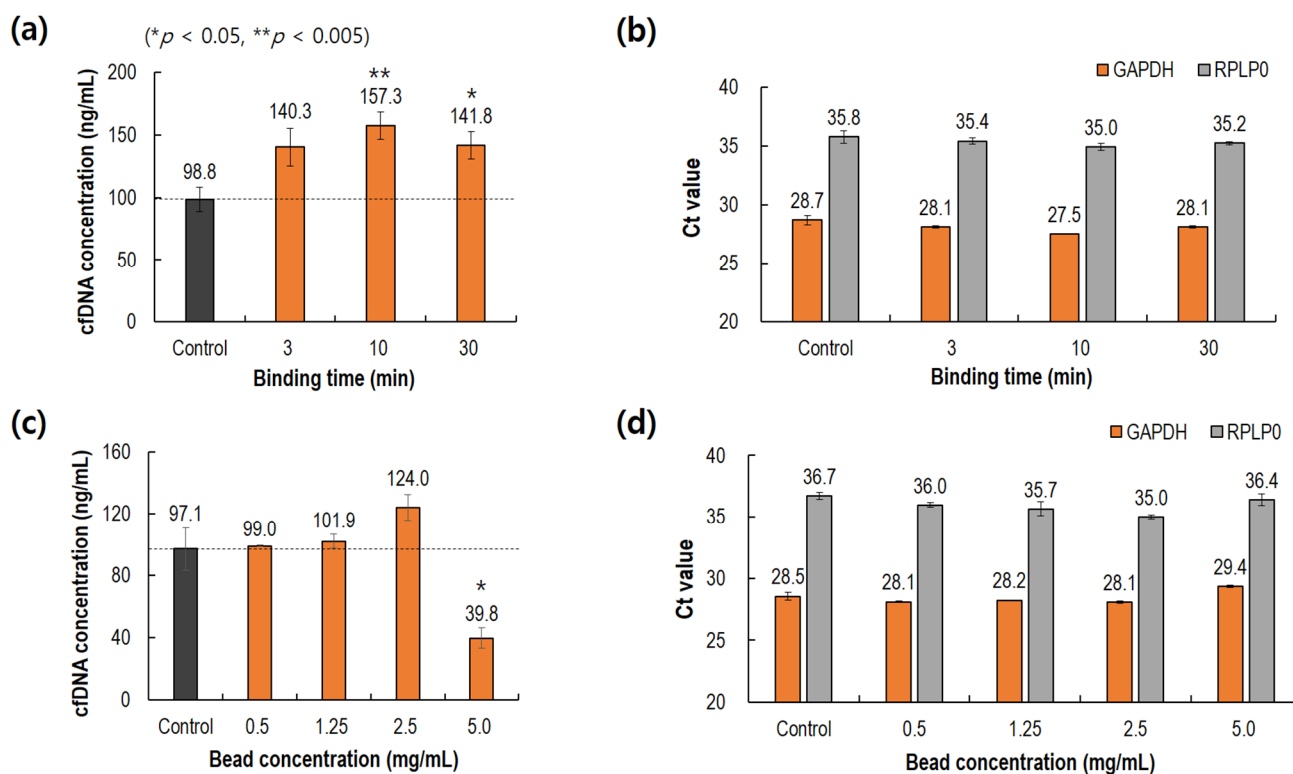 (a)
(*p < 0.05, **p < 0.005)
cfDNA concentration (ng/mL)
200
150
100
50
0
98.8
140.3
**
157.3
*
141.8
Control 3 10 30
Binding time (min)
(b)
GAPDH RPLP0
Ct value
40
35
30
25
20
28.7 35.8
28.1 35.4
27.5 35.0
28.1 35.2
Control 3 10 30
Binding time (min)
(c)
cfDNA concentration (ng/mL)
160
120
80
40
0
97.1
99.0
101.9
124.0
*
39.8
Control 0.5 1.25 2.5 5.0
Bead concentration (mg/mL)
(d)
GAPDH RPLP0
Ct value
40
35
30
25
20
28.5 36.7
28.1 36.0
28.2 35.7
28.1 35.0
29.4 36.4
Control 0.5 1.25 2.5 5.0
Bead concentration (mg/mL)